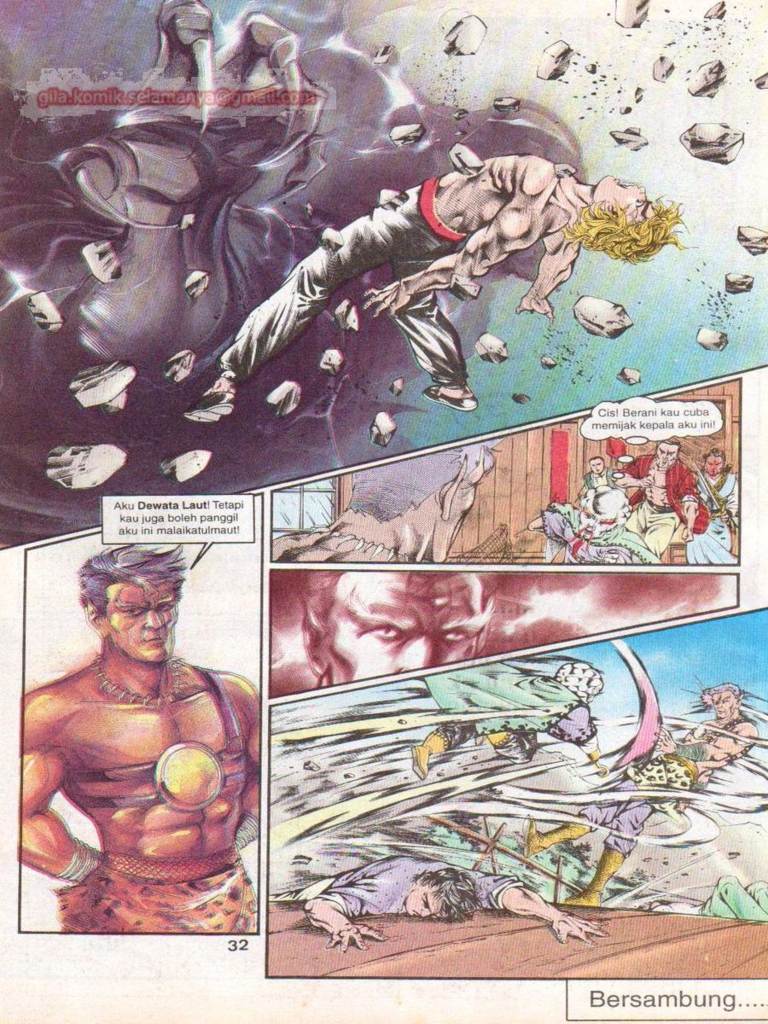 gila.komik.selamanya@gmail.com
Cis! Berani kau cuba
memijak kepala aku ini!
Aku Dewata Laut! Tetapi
kau juga boleh panggil
aku ini malaikatulmaut!
32
Bersambung.....